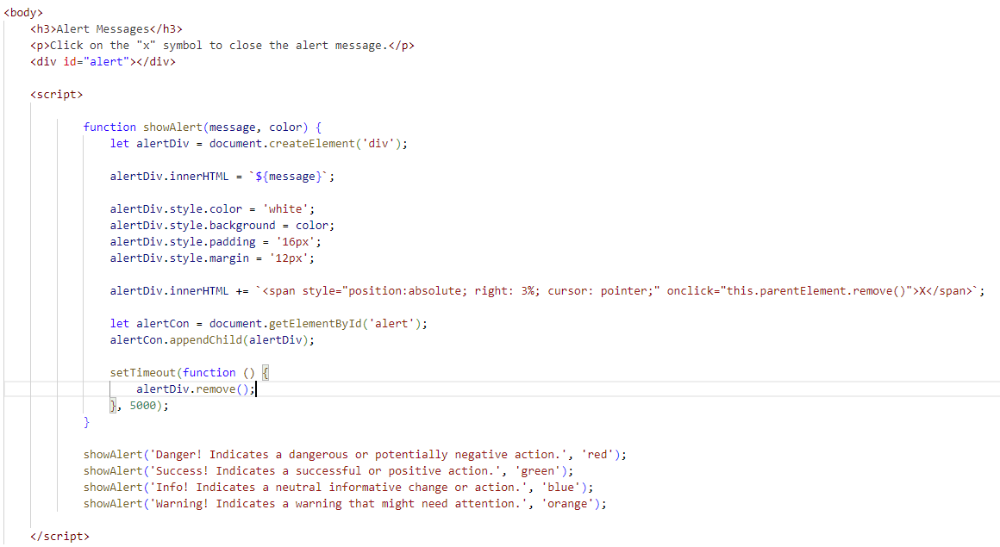 <body>
<h3>Alert Messages</h3>
<p>Click on the "x" symbol to close the alert message.</p>
<div id="alert"></div>
<script>
function showAlert(message, color) {
let alertDiv = document.createElement('div');
alertDiv.innerHTML = `${message}`;
alertDiv.style.color = 'white';
alertDiv.style.background = color;
alertDiv.style.padding = '16px';
alertDiv.style.margin = '12px';
alertDiv.innerHTML += `<span style="position:absolute; right: 3%; cursor: pointer;" onclick="this.parentElement.remove()">X</span>`;
let alertCon = document.getElementById('alert');
alertCon.appendChild(alertDiv);
setTimeout(function () {
alertDiv.remove();
}, 5000);
}
showAlert('Danger! Indicates a dangerous or potentially negative action.', 'red');
showAlert('Success! Indicates a successful or positive action.', 'green');
showAlert('Info! Indicates a neutral informative change or action.', 'blue');
showAlert('Warning! Indicates a warning that might need attention.', 'orange');
</script>